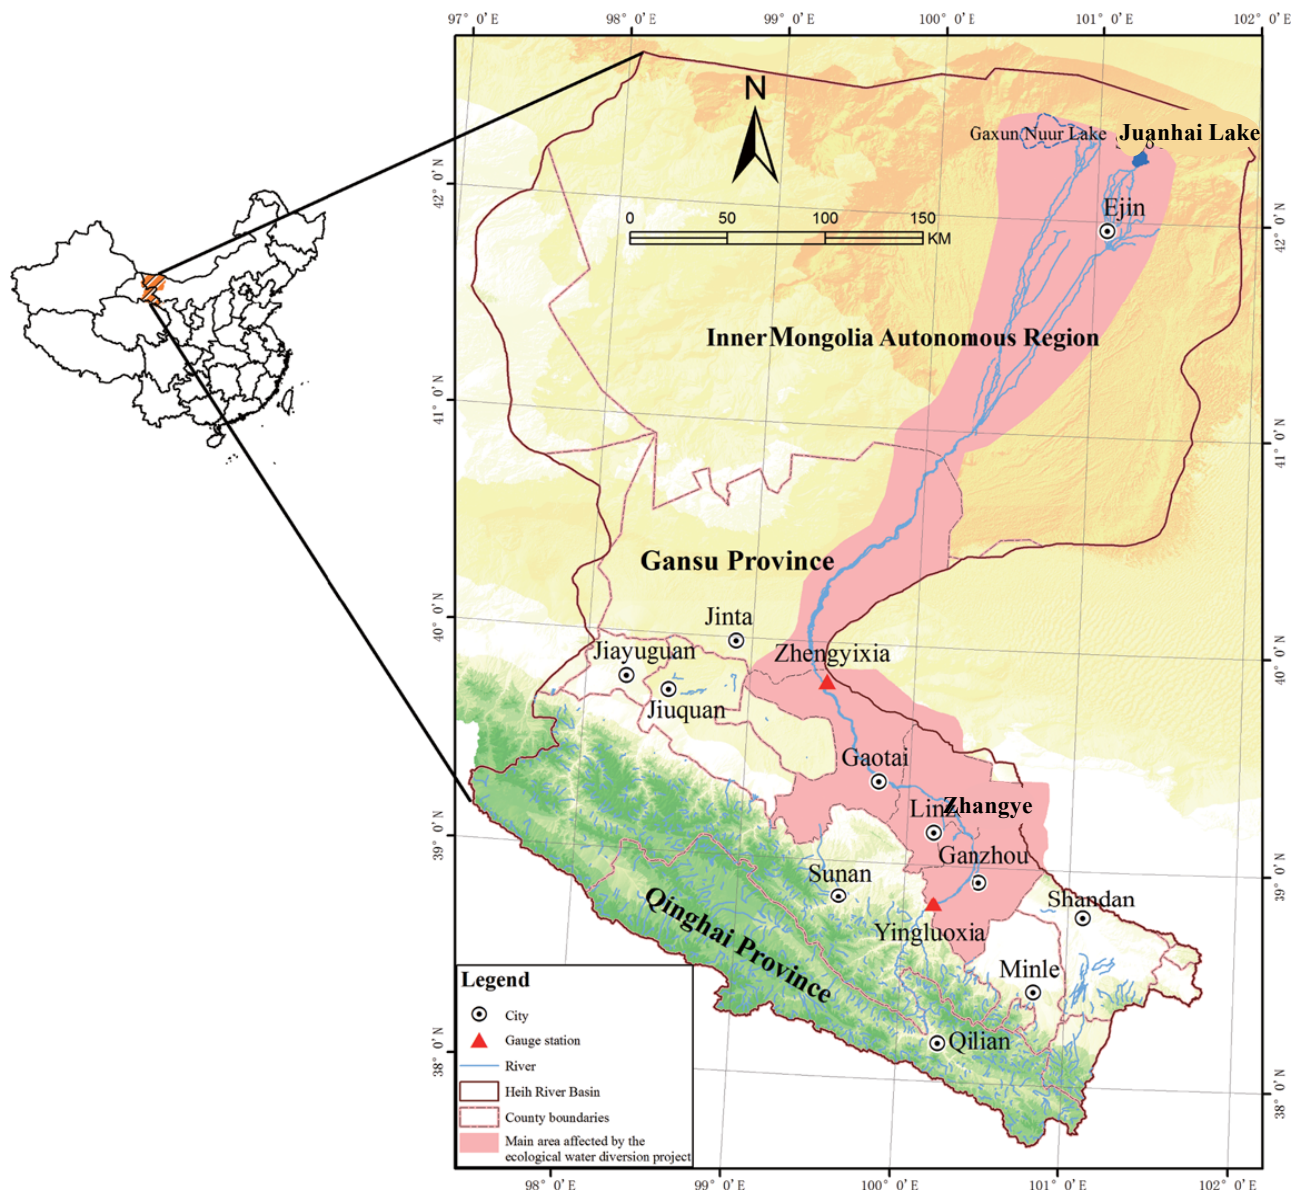 97° 0′E 98° 0′E 99° 0′E 100° 0′E 101° 0′E 102° 0′E
N
Gaxun Nuur Lake
Juanhai Lake
42° 0′N
Ejin
42° 0′N
0 50 100 150
KM
Inner Mongolia Autonomous Region
41° 0′N
41° 0′N
Gansu Province
Jinta
40° 0′N
Jiayuguan
Zhengyixia
40° 0′N
Jiuquan
Gaotai
Zhangye
Linz
39° 0′N
Ganzhou
39° 0′N
Sunan
Shandan
Qinghai Province
Yingluoxia
Minle
Qilian
38° 0′N
38° 0′N
Legend
City
Gauge station
River
Heih River Basin
County boundaries
Main area affected by the
ecological water diversion project
98° 0′E 99° 0′E 100° 0′E 101° 0′E 102° 0′E